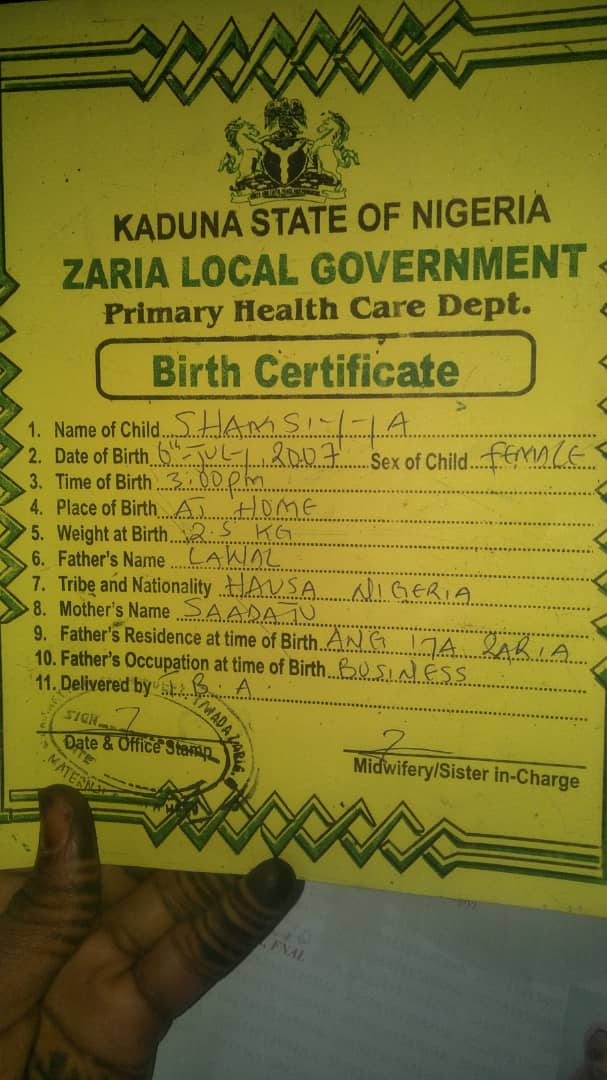 KADUNA STATE OF NIGERIA
ZARIA LOCAL GOVERNMENT
Primary Health Care Dept.
Birth Certificate
1. Name of Child SHAMSIYYA
2. Date of Birth 6th JULY, 2007 Sex of Child FEMALE
3. Time of Birth 3:00pm
4. Place of Birth AT HOME
5. Weight at Birth 2.5 KG
6. Father's Name LAWAL
7. Tribe and Nationality HAUSA NIGERIA
8. Mother's Name SAADATU
9. Father's Residence at time of Birth ANG ZARIA
10. Father's Occupation at time of Birth BUSINESS
11. Delivered by T.B.A
SIGN
Date & Office Stamp
Midwifery/Sister in-Charge